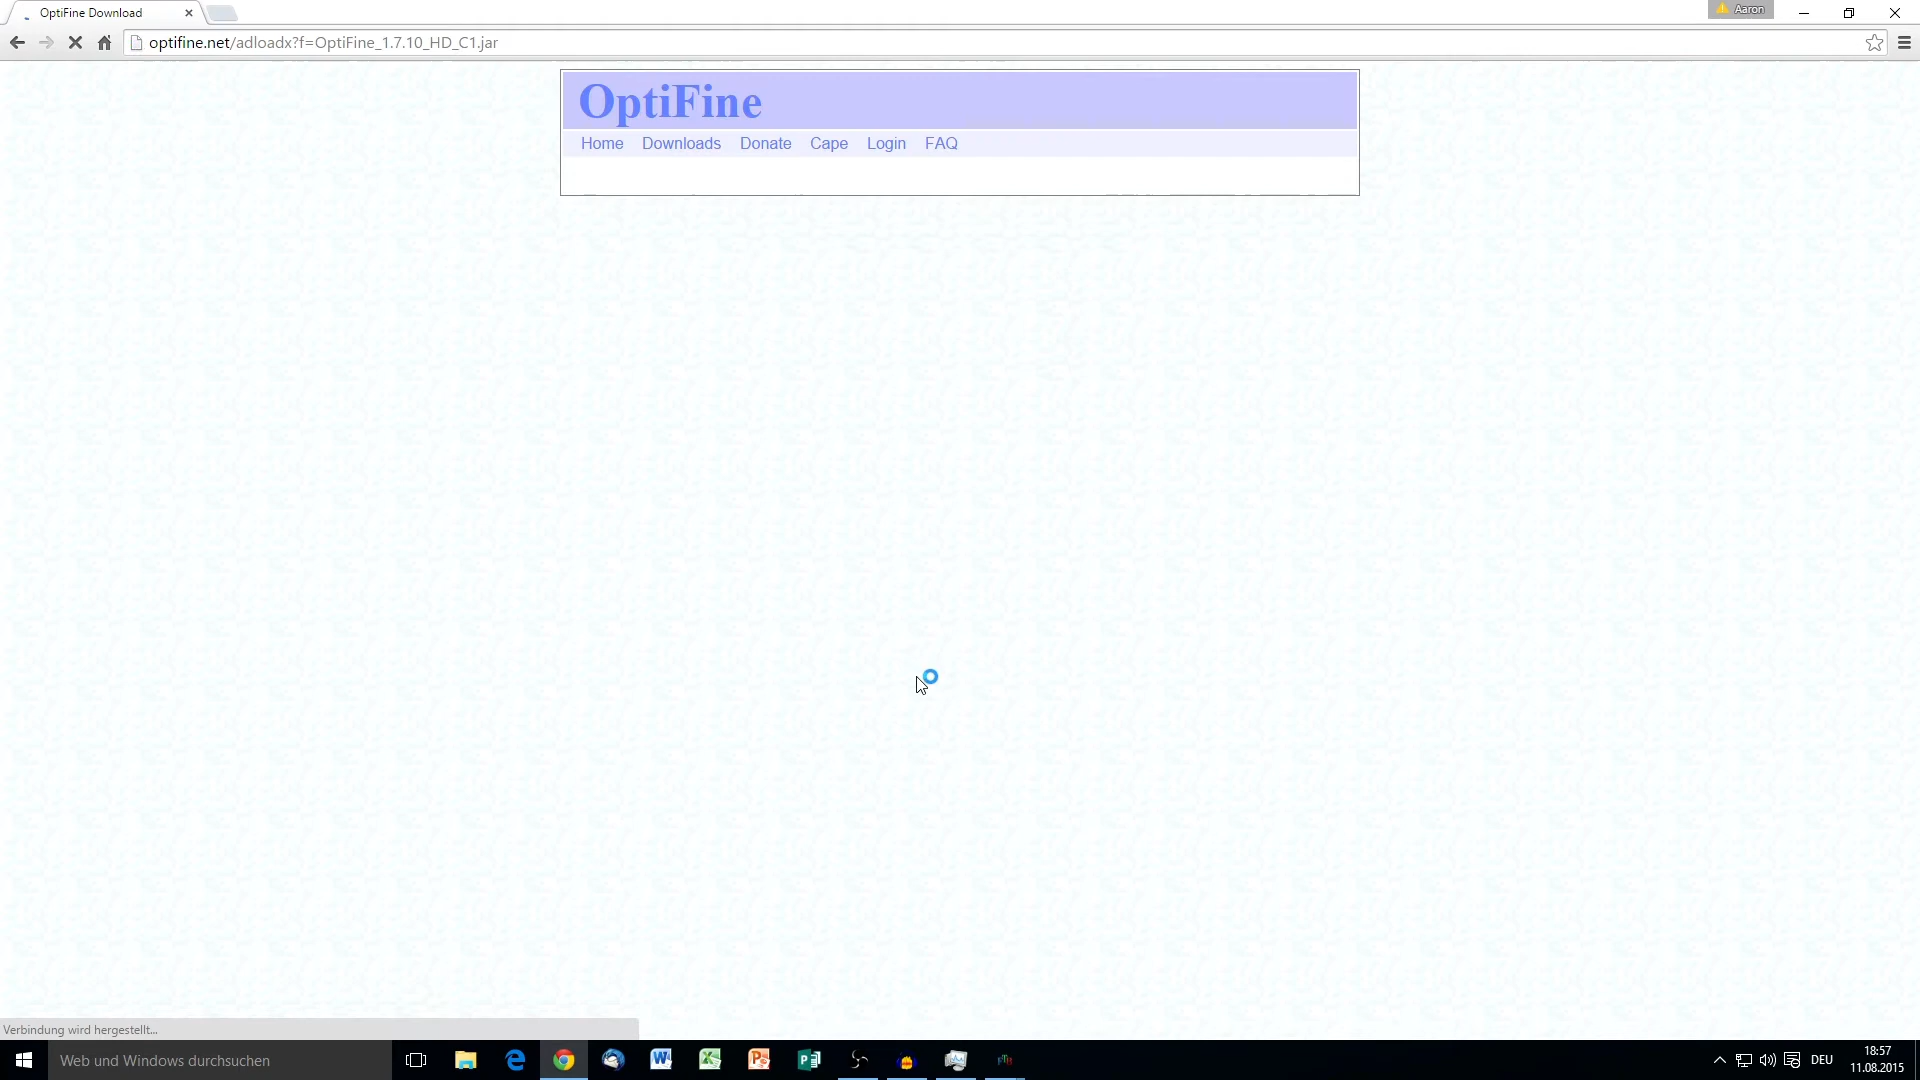 OptiFine Download
Aaron
optifine.net/adloadx?f=OptiFine_1.7.10_HD_C1.jar
OptiFine
Home Downloads Donate Cape Login FAQ
Verbindung wird hergestellt...
Web und Windows durchsuchen
DEU
18:57
11.08.2015